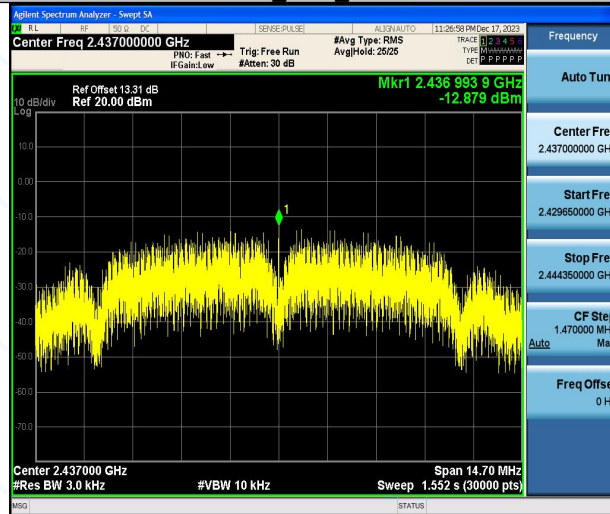 Agilent Spectrum Analyzer - Swept SA
RL RF 50 Ω DC SENSE:PULSE ALIGNAUTO 11:26:58 PM Dec 17, 2023
Center Freq 2.437000000 GHz
PNO: Fast
IFGain:Low
Trig: Free Run
#Atten: 30 dB
#Avg Type: RMS
Avg|Hold: 25/25
TRACE 1 2 3 4 5 6
TYPE M
DET P P P P P P
Ref Offset 13.31 dB
Ref 20.00 dBm
Mkr1 2.436 993 9 GHz
-12.879 dBm
10 dB/div
Log
10.0
0.00
-10.0
-20.0
-30.0
-40.0
-50.0
-60.0
-70.0
1
Center 2.437000 GHz
Span 14.70 MHz
#Res BW 3.0 kHz
#VBW 10 kHz
Sweep 1.552 s (30000 pts)
MSG
STATUS
Frequency
Auto Tun
Center Fre
2.437000000 GH
Start Fre
2.429650000 GH
Stop Fre
2.444350000 GH
CF Ste
1.470000 MH
Auto Ma
Freq Offse
0 H